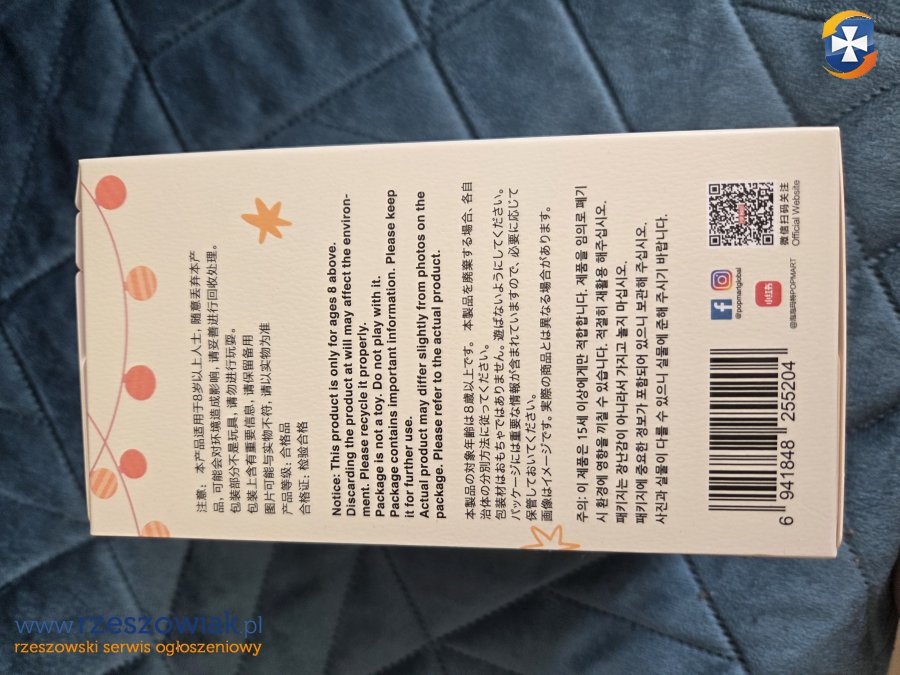 注意： 本产品适用于8岁以上人士，随意丢弃本产
品，可能会对环境造成影响，请妥善进行回收处理。
包装部分不是玩具，请勿进行玩耍。
包装上含有重要信息，请保留备用
图片可能与实物不符，请以实物为准
产品等级：合格品
合格证：检验合格
Notice: This product is only for ages 8 above.
Discarding the product at will may affect the environ-
ment. Please recycle it properly.
Package is not a toy. Do not play with it.
Package contains important information. Please keep
it for further use.
Actual product may differ slightly from photos on the
package. Please refer to the actual product.
本製品の対象年齢は8歳以上です。 本製品を廃棄する場合、各自
治体の分別方法に従ってください。
包装材はおもちゃではありません。遊ばないようにしてください。
パッケージには重要な情報が含まれていますので、必要に応じて
保管しておいてください。
画像はイメージです。実際の商品とは異なる場合があります。
주의: 이 제품은 15세 이상에게만 적합합니다. 제품을 임의로 폐기
시 환경에 영향을 끼칠 수 있습니다. 적절히 재활용 해주십시오.
패키지는 장난감이 아니라서 가지고 놀지 마십시오.
패키지에 중요한 정보가 포함되어 있으니 보관해 주십시오.
사진과 실물이 다를 수 있으니 실물에 준해 주시기 바랍니다.
6 941848 255204
@popmartglobal
小红书
@泡泡玛特POPMART
微信扫码关注
Official Website
www.rzeszowiak.pl
rzeszowski serwis ogłoszeniowy